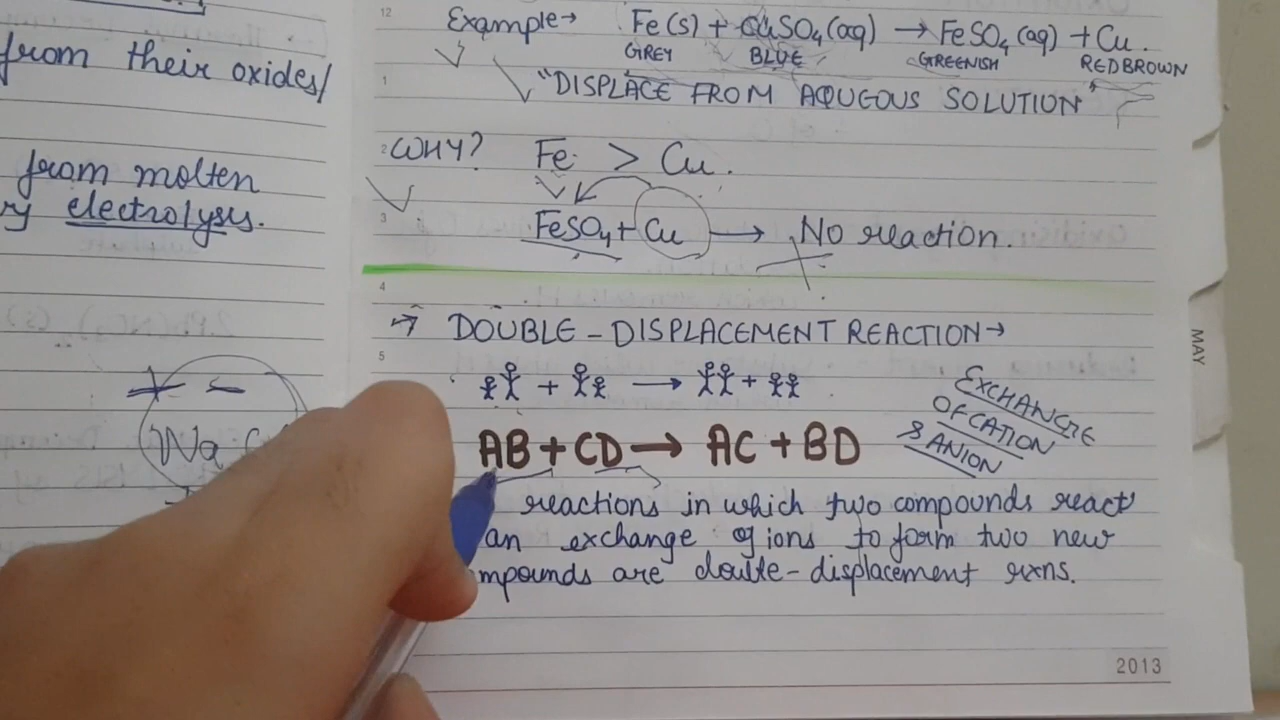 from their oxides/
from molten
electrolysis.
Na
12
Example→ Fe(s) + CuSO4(aq) → FeSO4(aq) + Cu.
GREY BLUE GREENISH REDBROWN
1
"DISPLACE FROM AQUEOUS SOLUTION"
2
WHY? Fe > Cu.
3
FeSO4 + Cu → No reaction.
4
→ DOUBLE-DISPLACEMENT REACTION→
5
+ → +
AB + CD → AC + BD
EXCHANGE
OF CATION
& ANION
reactions in which two compounds react
an exchange of ions to form two new
mpounds are double-displacement rxns.
2013
MAY